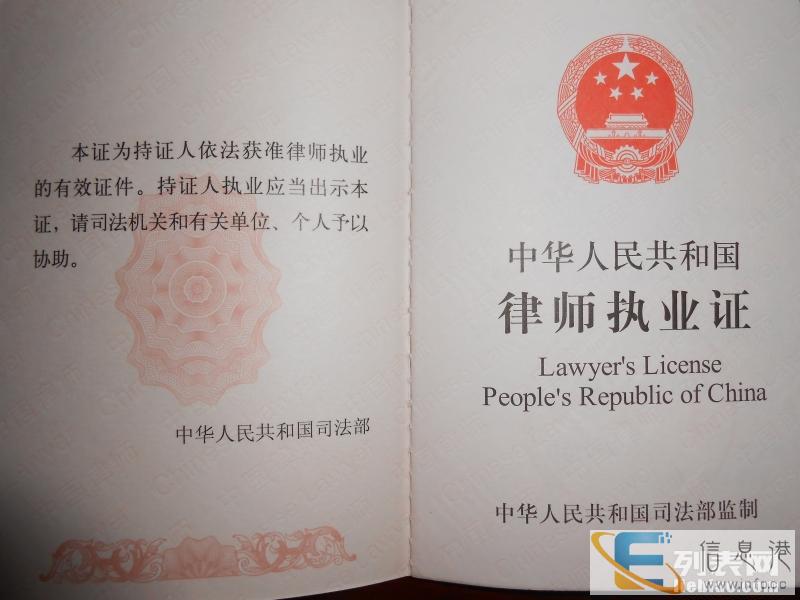 本证为持证人依法获准律师执业
的有效证件。持证人执业应当出示本
证，请司法机关和有关单位、个人予以
协助。
中华人民共和国司法部
中华人民共和国
律师执业证
Lawyer's License
People's Republic of China
中华人民共和国司法部监制
列表网
信息港